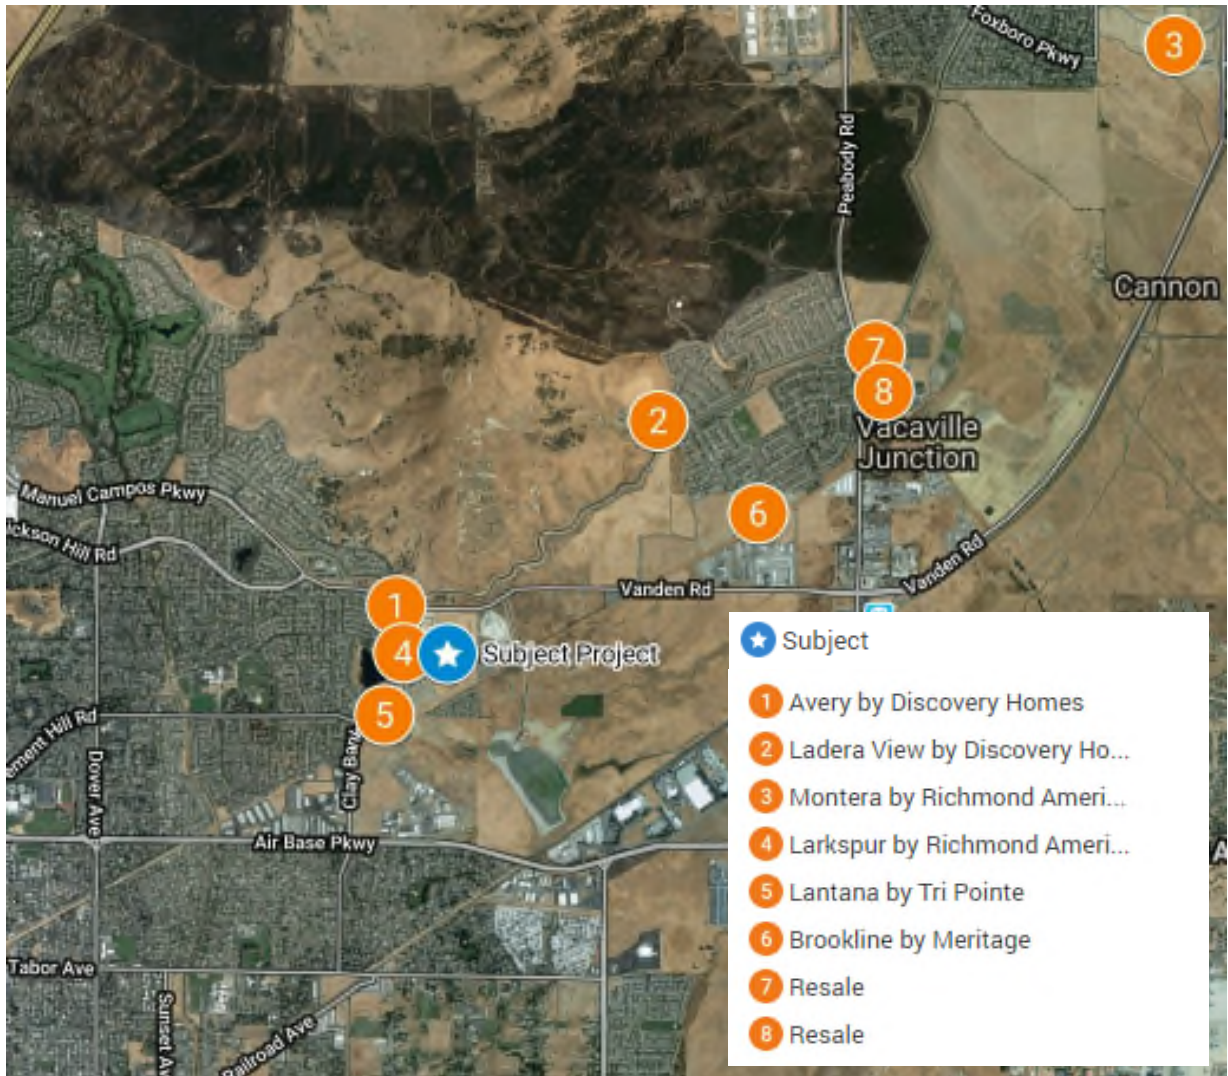 Foxboro Pkwy
3
Peabody Rd
Cannon
7
8
2
Vacaville
Junction
Manuel Campos Pkwy
ickson Hill Rd
6
Vanden Rd
Vanden Rd
1
4
Subject Project
5
ement Hill Rd
Dover Ave
Clay Bank
Air Base Pkwy
A
Tabor Ave
Sunset Av
Railroad Ave
Subject
1 Avery by Discovery Homes
2 Ladera View by Discovery Ho...
3 Montera by Richmond Ameri...
4 Larkspur by Richmond Ameri...
5 Lantana by Tri Pointe
6 Brookline by Meritage
7 Resale
8 Resale